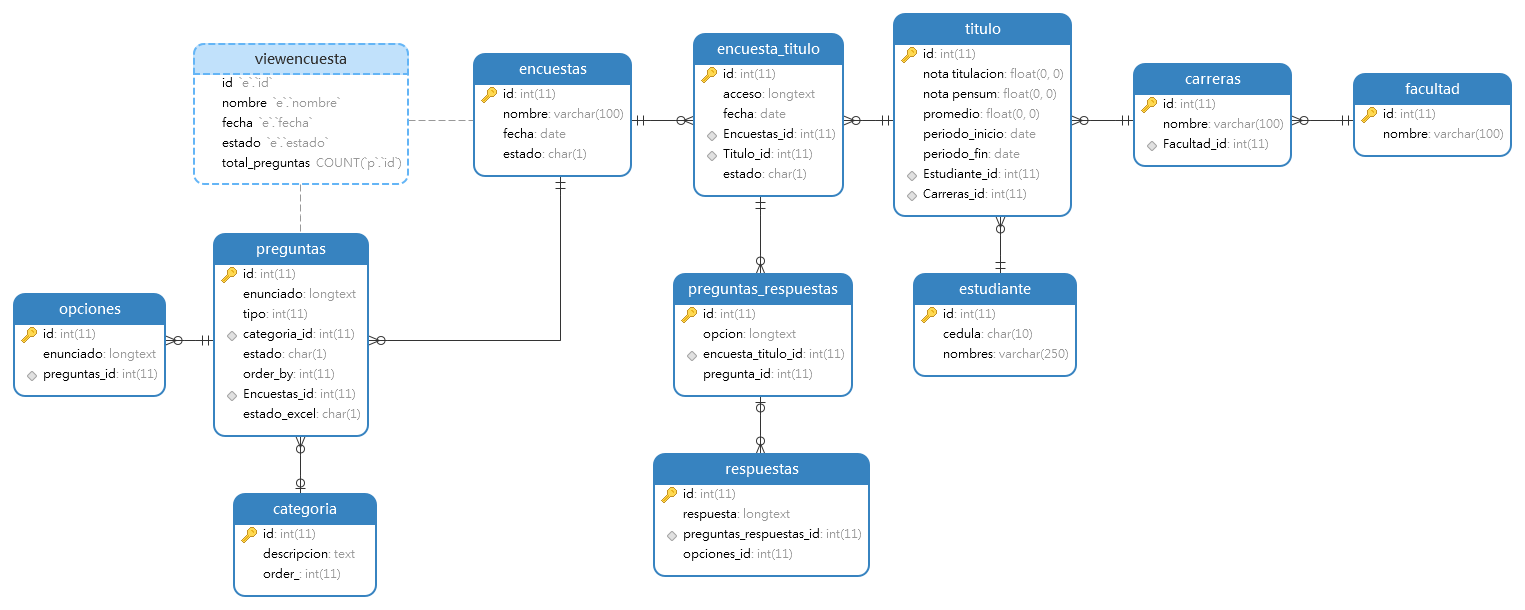 viewencuesta
id `e`.`id`
nombre `e`.`nombre`
fecha `e`.`fecha`
estado `e`.`estado`
total_preguntas COUNT(`p`.`id`)
encuestas
id: int(11)
nombre: varchar(100)
fecha: date
estado: char(1)
encuesta_titulo
id: int(11)
acceso: longtext
fecha: date
Encuestas_id: int(11)
Titulo_id: int(11)
estado: char(1)
titulo
id: int(11)
nota titulacion: float(0, 0)
nota pensum: float(0, 0)
promedio: float(0, 0)
periodo_inicio: date
periodo_fin: date
Estudiante_id: int(11)
Carreras_id: int(11)
carreras
id: int(11)
nombre: varchar(100)
Facultad_id: int(11)
facultad
id: int(11)
nombre: varchar(100)
opciones
id: int(11)
enunciado: longtext
preguntas_id: int(11)
preguntas
id: int(11)
enunciado: longtext
tipo: int(11)
categoria_id: int(11)
estado: char(1)
order_by: int(11)
Encuestas_id: int(11)
estado_excel: char(1)
preguntas_respuestas
id: int(11)
opcion: longtext
encuesta_titulo_id: int(11)
pregunta_id: int(11)
estudiante
id: int(11)
cedula: char(10)
nombres: varchar(250)
categoria
id: int(11)
descripcion: text
order_: int(11)
respuestas
id: int(11)
respuesta: longtext
preguntas_respuestas_id: int(11)
opciones_id: int(11)